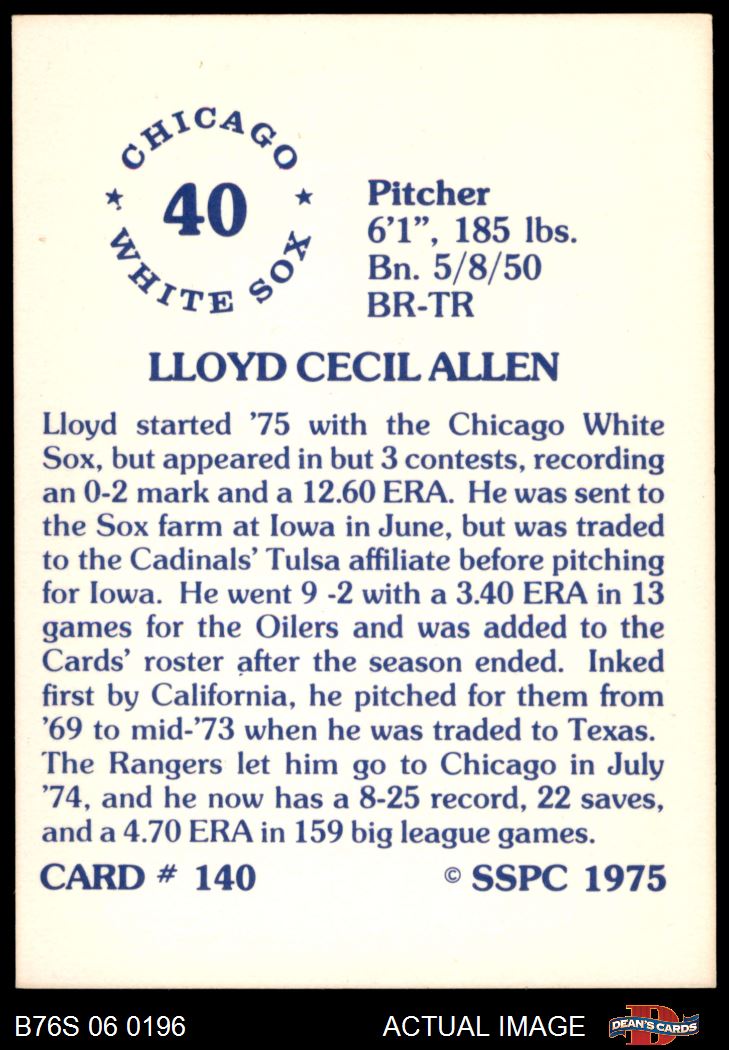 CHICAGO
40
WHITE SOX
Pitcher
6'1”, 185 lbs.
Bn. 5/8/50
BR-TR
LLOYD CECIL ALLEN
Lloyd started ’75 with the Chicago White
Sox, but appeared in but 3 contests, recording
an 0-2 mark and a 12.60 ERA. He was sent to
the Sox farm at Iowa in June, but was traded
to the Cadinals’ Tulsa affiliate before pitching
for Iowa. He went 9 -2 with a 3.40 ERA in 13
games for the Oilers and was added to the
Cards’ roster after the season ended. Inked
first by California, he pitched for them from
’69 to mid-’73 when he was traded to Texas.
The Rangers let him go to Chicago in July
’74, and he now has a 8-25 record, 22 saves,
and a 4.70 ERA in 159 big league games.
CARD # 140 © SSPC 1975
B76S 06 0196 ACTUAL IMAGE D DEAN'S CARDS